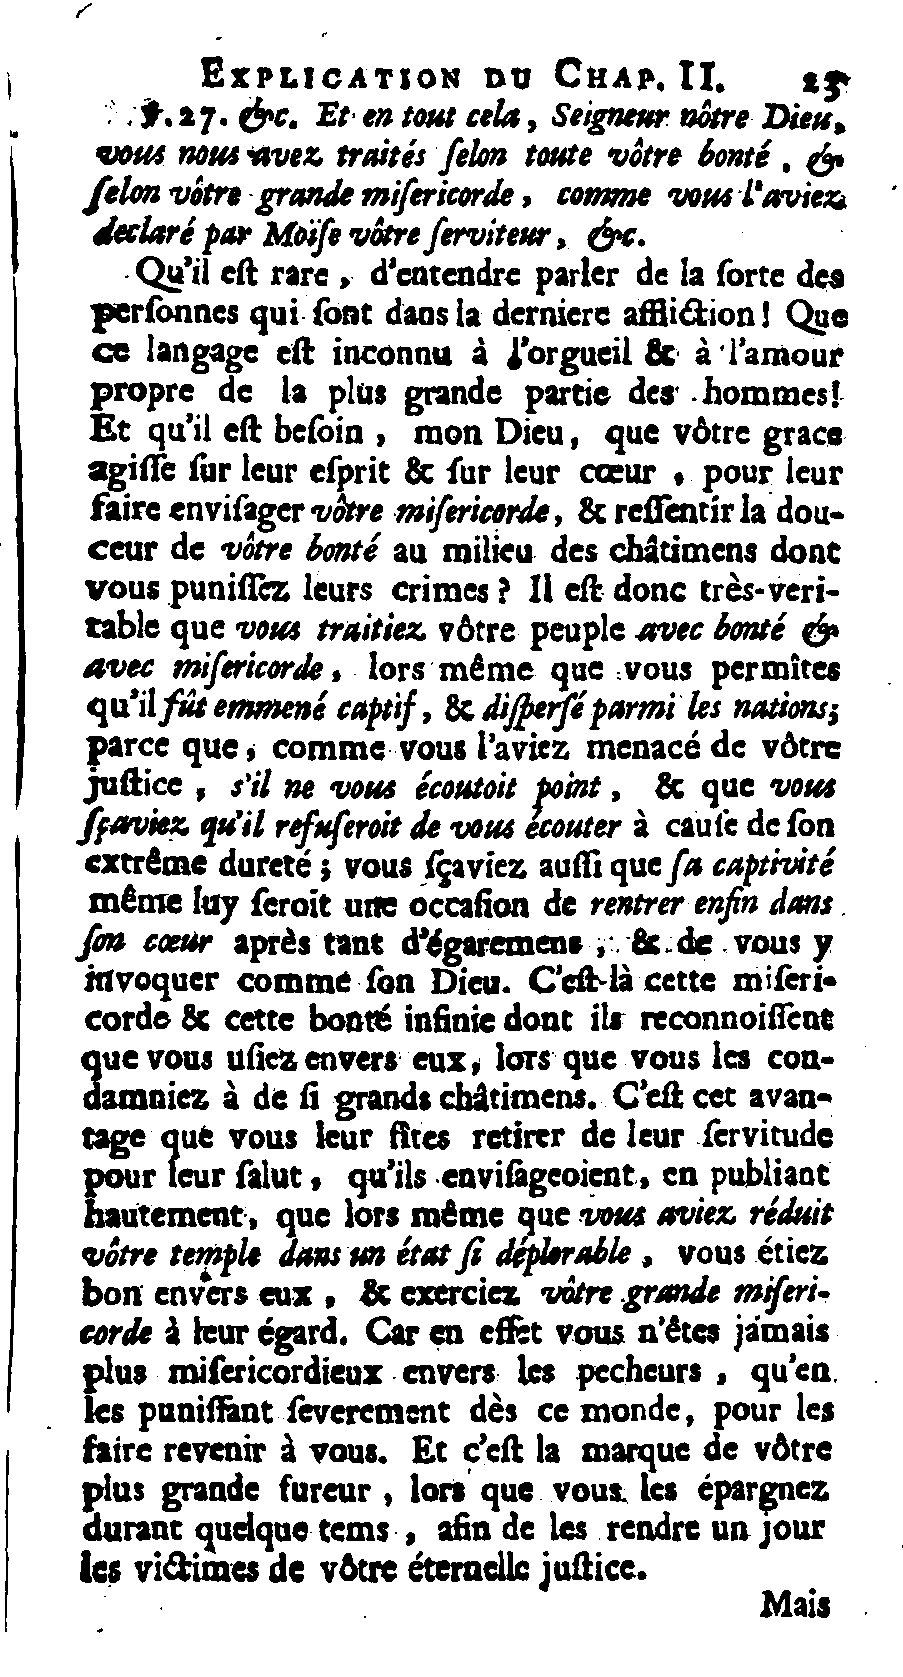 EXPLICATION DU CHAP. II. 25
℣.27. &c. Et en tout cela, Seigneur nôtre Dieu,
vous nous avez traités ſelon toute vôtre bonté, &
ſelon vôtre grande miſericorde, comme vous l'aviez
declaré par Moïſe vôtre ſerviteur, &c.
Qu'il eſt rare, d'entendre parler de la ſorte des
perſonnes qui ſont dans la derniere affliction! Que
ce langage eſt inconnu à l'orgueil & à l'amour
propre de la plus grande partie des hommes!
Et qu'il eſt beſoin, mon Dieu, que vôtre grace
agiſſe ſur leur eſprit & ſur leur cœur, pour leur
faire enviſager vôtre miſericorde, & reſſentir la dou-
ceur de vôtre bonté au milieu des châtimens dont
vous puniſſez leurs crimes? Il eſt donc très-veri-
table que vous traitiez vôtre peuple avec bonté &
avec miſericorde, lors même que vous permîtes
qu'il fût emmené captif, & diſperſé parmi les nations;
parce que, comme vous l'aviez menacé de vôtre
juſtice, s'il ne vous écoutoit point, & que vous
ſçaviez qu'il refuſeroit de vous écouter à cauſe de ſon
extrême dureté; vous ſçaviez auſſi que ſa captivité
même luy ſeroit une occaſion de rentrer enfin dans
ſon cœur après tant d'égaremens, & de vous y
invoquer comme ſon Dieu. C'eſt-là cette miſeri-
corde & cette bonté infinie dont ils reconnoiſſent
que vous uſiez envers eux, lors que vous les con-
damniez à de ſi grands châtimens. C'eſt cet avan-
tage que vous leur fîtes retirer de leur ſervitude
pour leur ſalut, qu'ils enviſageoient, en publiant
hautement, que lors même que vous aviez réduit
vôtre temple dans un état ſi déplorable, vous étiez
bon envers eux, & exerciez vôtre grande miſeri-
corde à leur égard. Car en effet vous n'êtes jamais
plus miſericordieux envers les pecheurs, qu'en
les puniſſant ſeverement dès ce monde, pour les
faire revenir à vous. Et c'eſt la marque de vôtre
plus grande fureur, lors que vous les épargnez
durant quelque tems, afin de les rendre un jour
les victimes de vôtre éternelle juſtice.
Mais